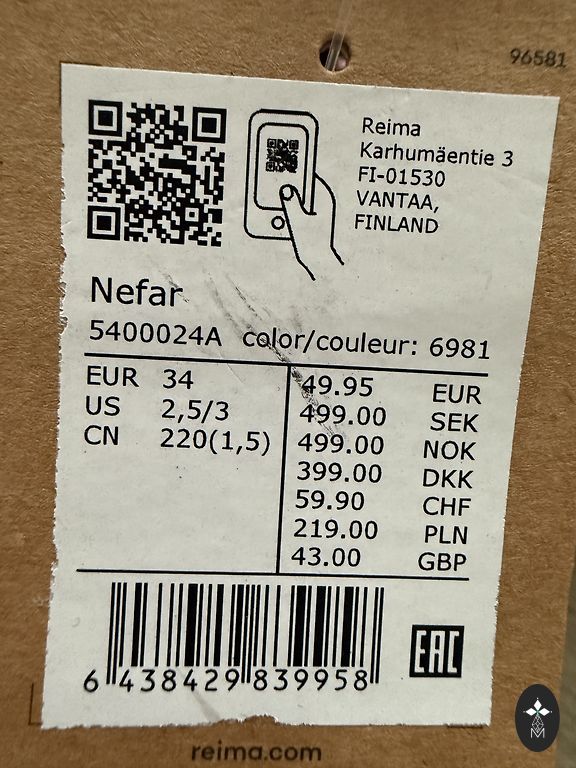 96581
Reima
Karhumäentie 3
FI-01530
VANTAA,
FINLAND
Nefar
5400024A color/couleur: 6981
EUR 34
US 2,5/3
CN 220(1,5)
49.95 EUR
499.00 SEK
499.00 NOK
399.00 DKK
59.90 CHF
219.00 PLN
43.00 GBP
6 438429 839958
EAC
reima.com
M